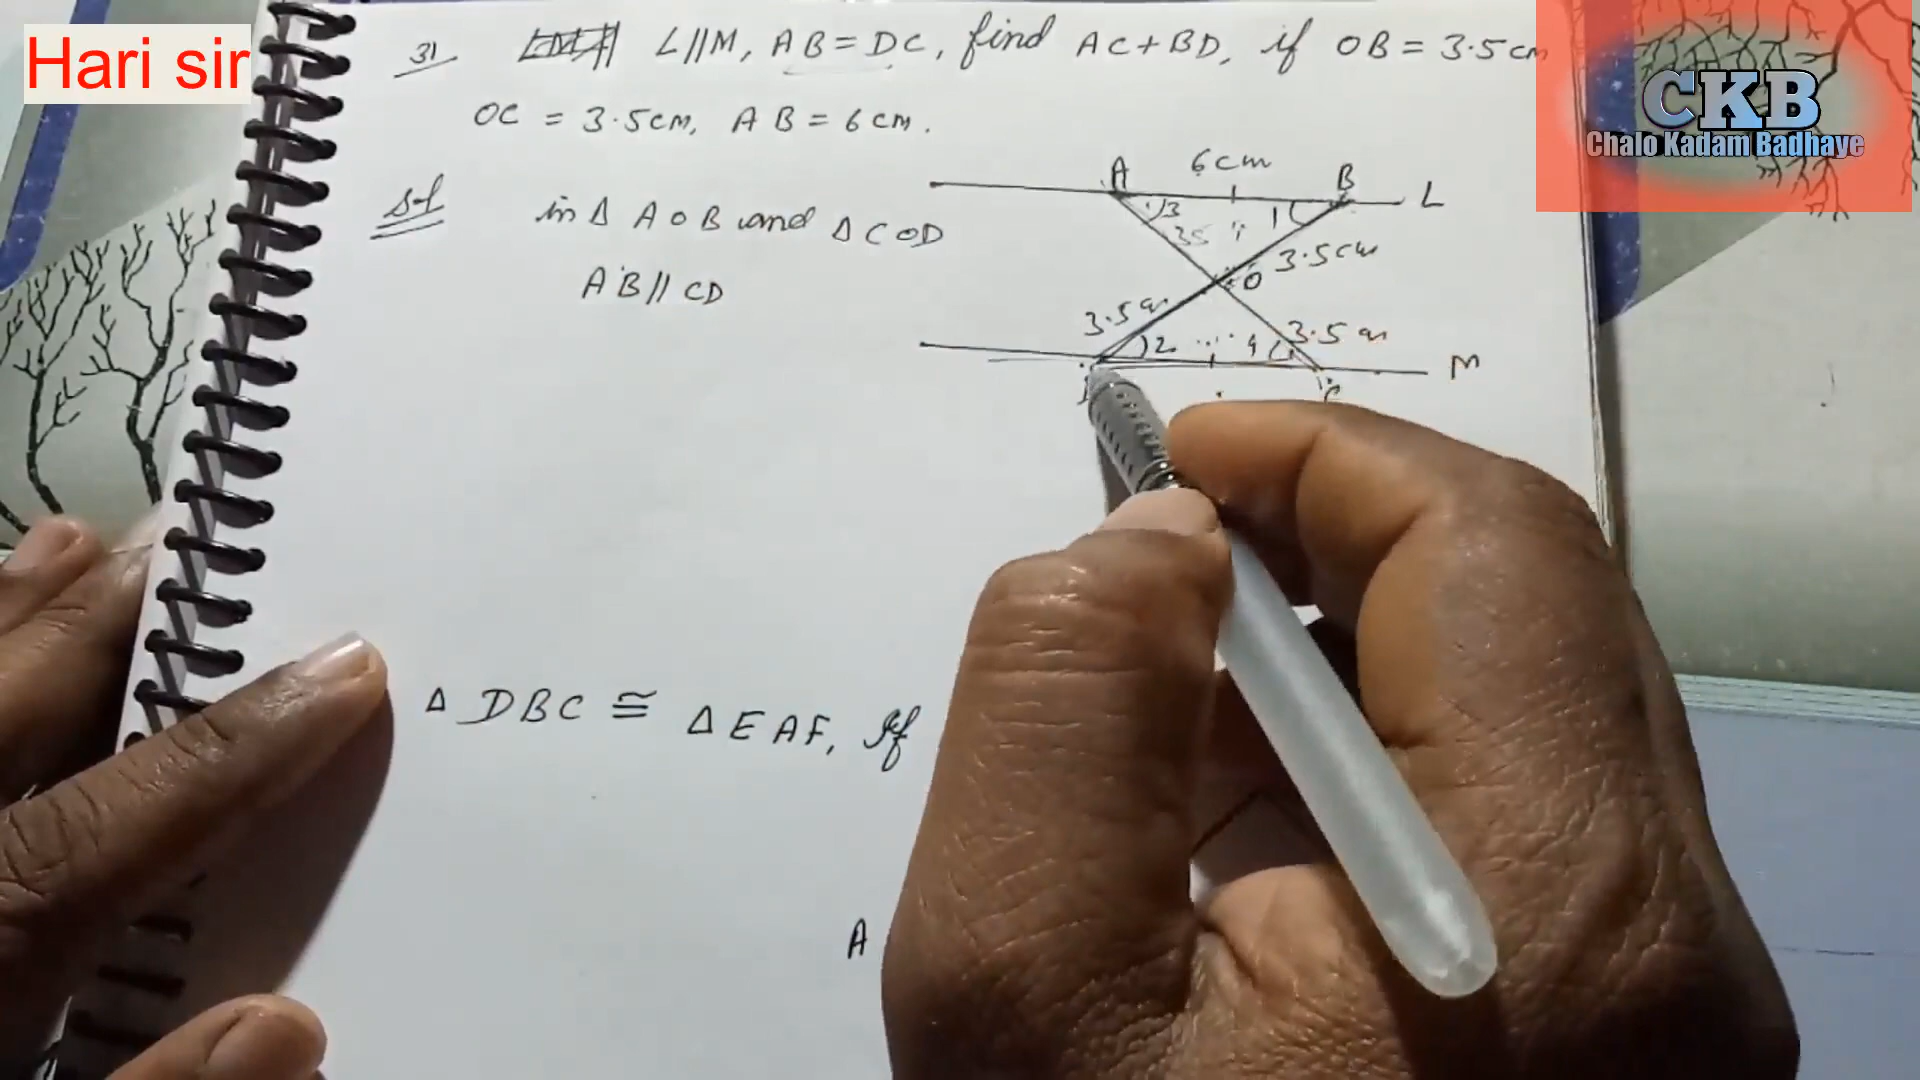 Hari sir
CKB
Chalo Kadam Badhaye
31 L//M, AB = DC, find AC+BD, if OB = 3.5cm
OC = 3.5cm, AB = 6cm.
Sol in Δ AOB and Δ COD
AB // CD
A 6cm B L
3 1
35
3.5cm
O
3.5cm
2 4 3.5cm
M
C
Δ DBC ≅ Δ EAF, If
A